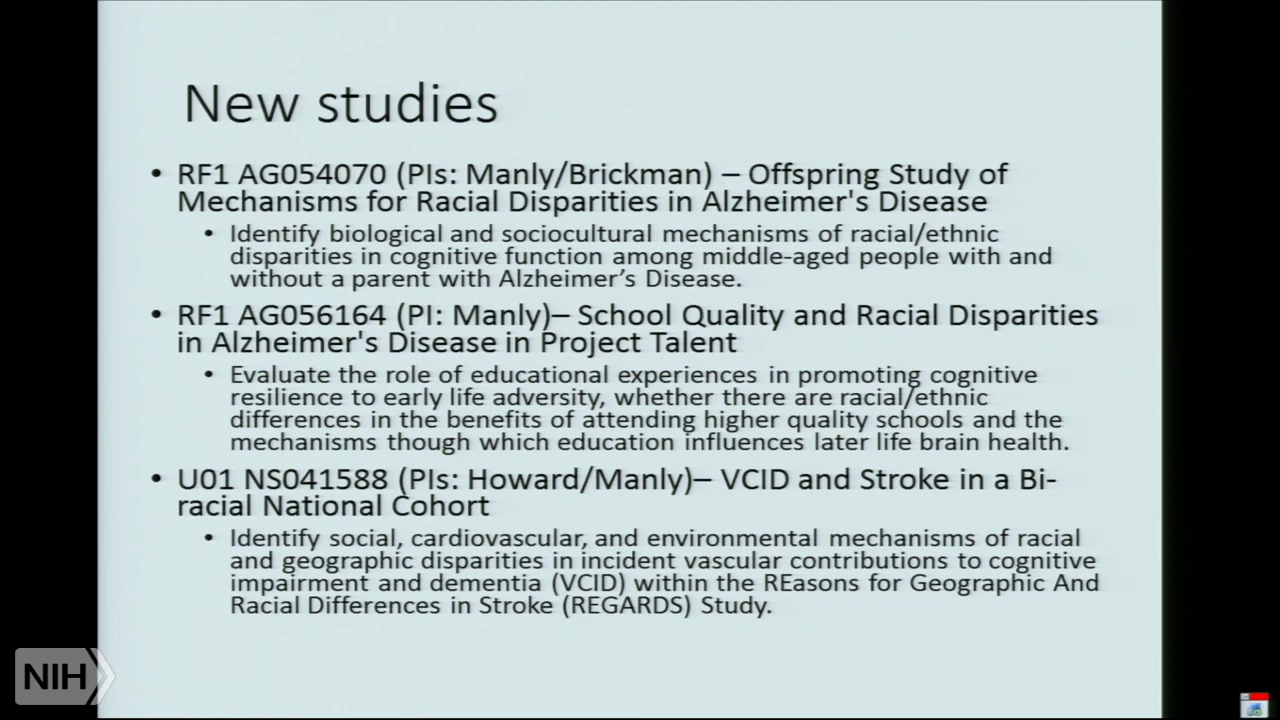 New studies
• RF1 AG054070 (PIs: Manly/Brickman) – Offspring Study of
Mechanisms for Racial Disparities in Alzheimer's Disease
• Identify biological and sociocultural mechanisms of racial/ethnic
disparities in cognitive function among middle-aged people with and
without a parent with Alzheimer’s Disease.
• RF1 AG056164 (PI: Manly)– School Quality and Racial Disparities
in Alzheimer's Disease in Project Talent
• Evaluate the role of educational experiences in promoting cognitive
resilience to early life adversity, whether there are racial/ethnic
differences in the benefits of attending higher quality schools and the
mechanisms though which education influences later life brain health.
• U01 NS041588 (PIs: Howard/Manly)– VCID and Stroke in a Bi-
racial National Cohort
• Identify social, cardiovascular, and environmental mechanisms of racial
and geographic disparities in incident vascular contributions to cognitive
impairment and dementia (VCID) within the REasons for Geographic And
Racial Differences in Stroke (REGARDS) Study.
NIH